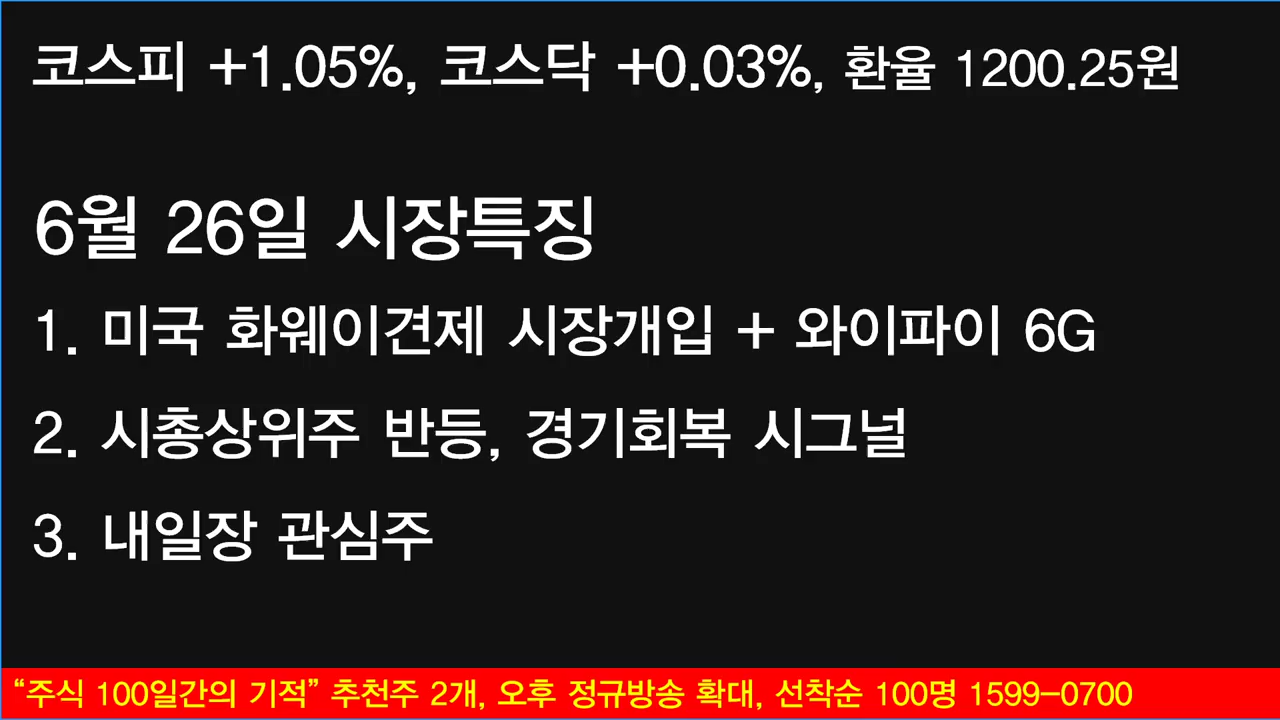 코스피 +1.05%, 코스닥 +0.03%, 환율 1200.25원
6월 26일 시장특징
1. 미국 화웨이견제 시장개입 + 와이파이 6G
2. 시총상위주 반등, 경기회복 시그널
3. 내일장 관심주
“주식 100일간의 기적” 추천주 2개, 오후 정규방송 확대, 선착순 100명 1599-0700